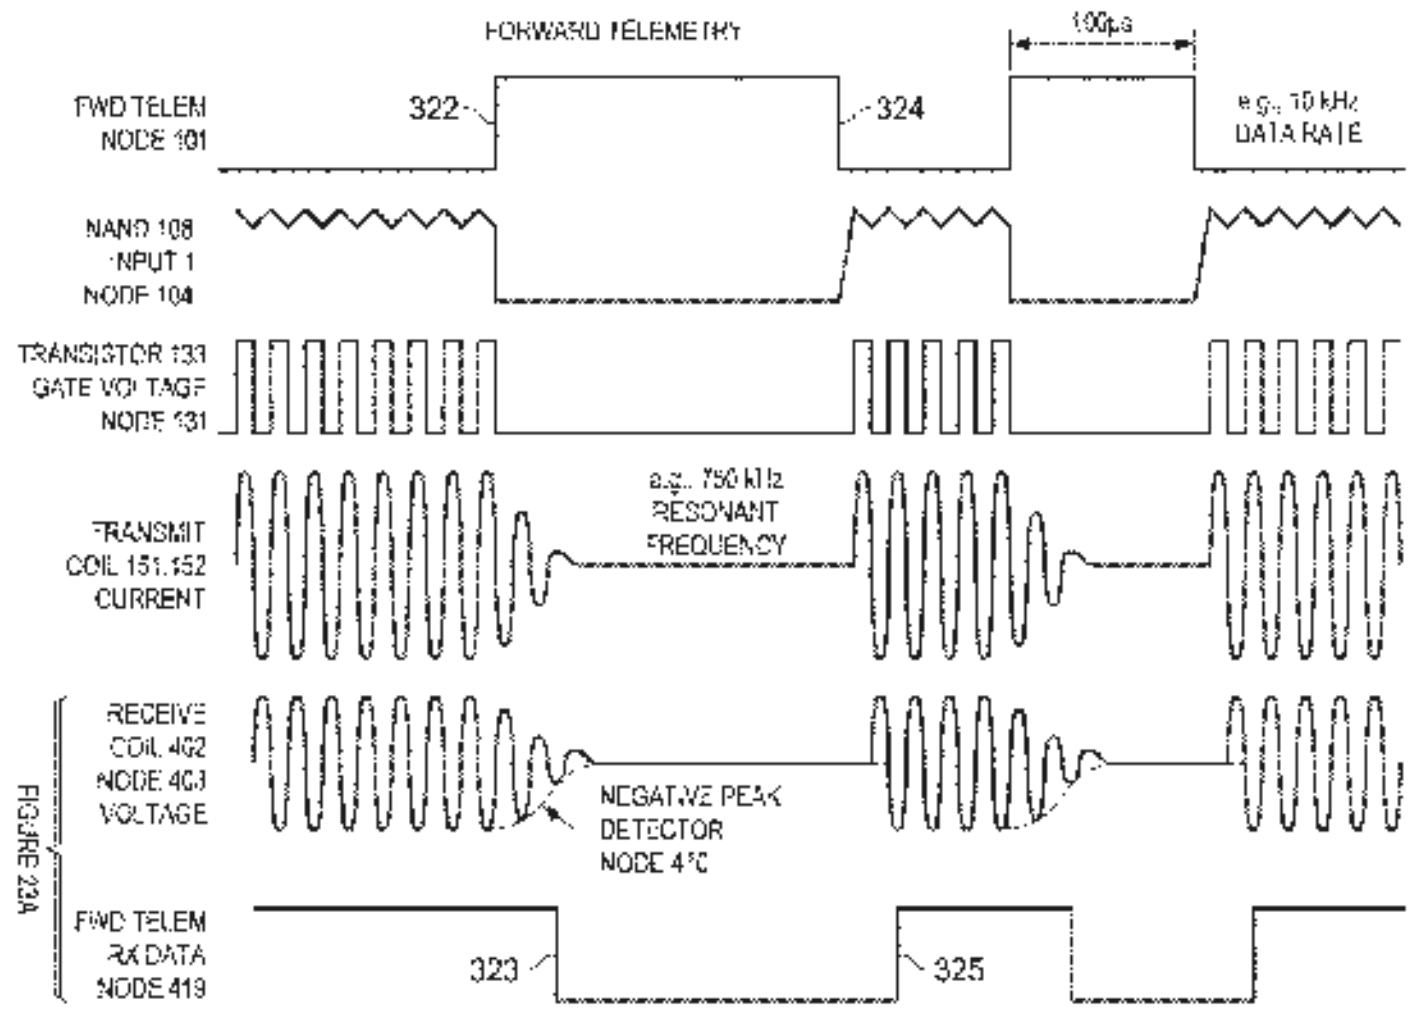 FORWARD TELEMETRY
100µs
FWD TELEM
NODE 101
322
324
e.g., 10 kHz
DATA RATE
NAND 108
INPUT 1
NODE 104
TRANSISTOR 133
GATE VOLTAGE
NODE 131
e.g., 750 kHz
RESONANT
FREQUENCY
TRANSMIT
COIL 151,152
CURRENT
RECEIVE
COIL 402
NODE 403
VOLTAGE
NEGATIVE PEAK
DETECTOR
NODE 410
FIGURE 23A
FWD TELEM
RX DATA
NODE 419
323
325